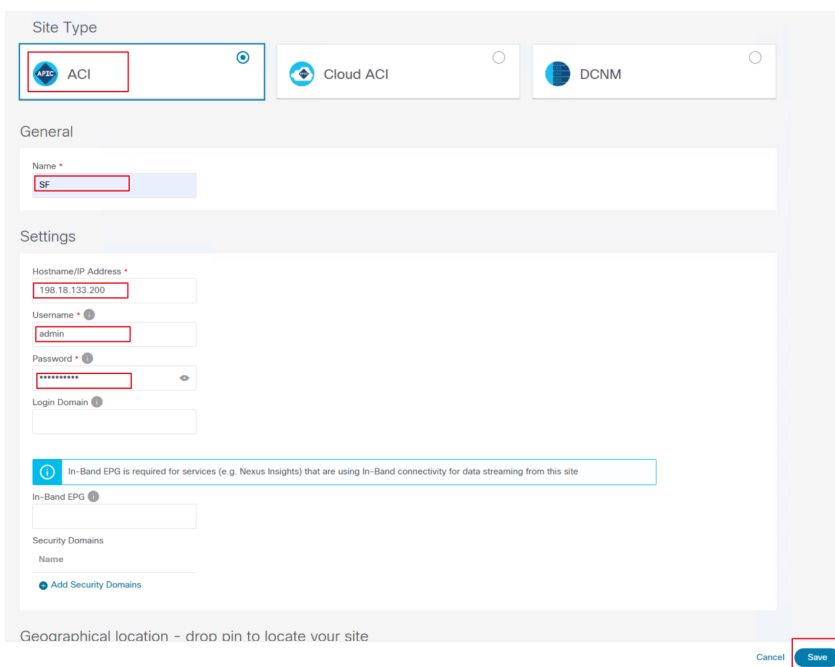 Site Type
APIC ACI
Cloud ACI
DCNM
General
Name *
SF
Settings
Hostname/IP Address *
198.18.133.200
Username * i
admin
Password * i
••••••••••
Login Domain i
i In-Band EPG is required for services (e.g. Nexus Insights) that are using In-Band connectivity for data streaming from this site
In-Band EPG i
Security Domains
Name
Add Security Domains
Geographical location - drop pin to locate your site
Cancel Save